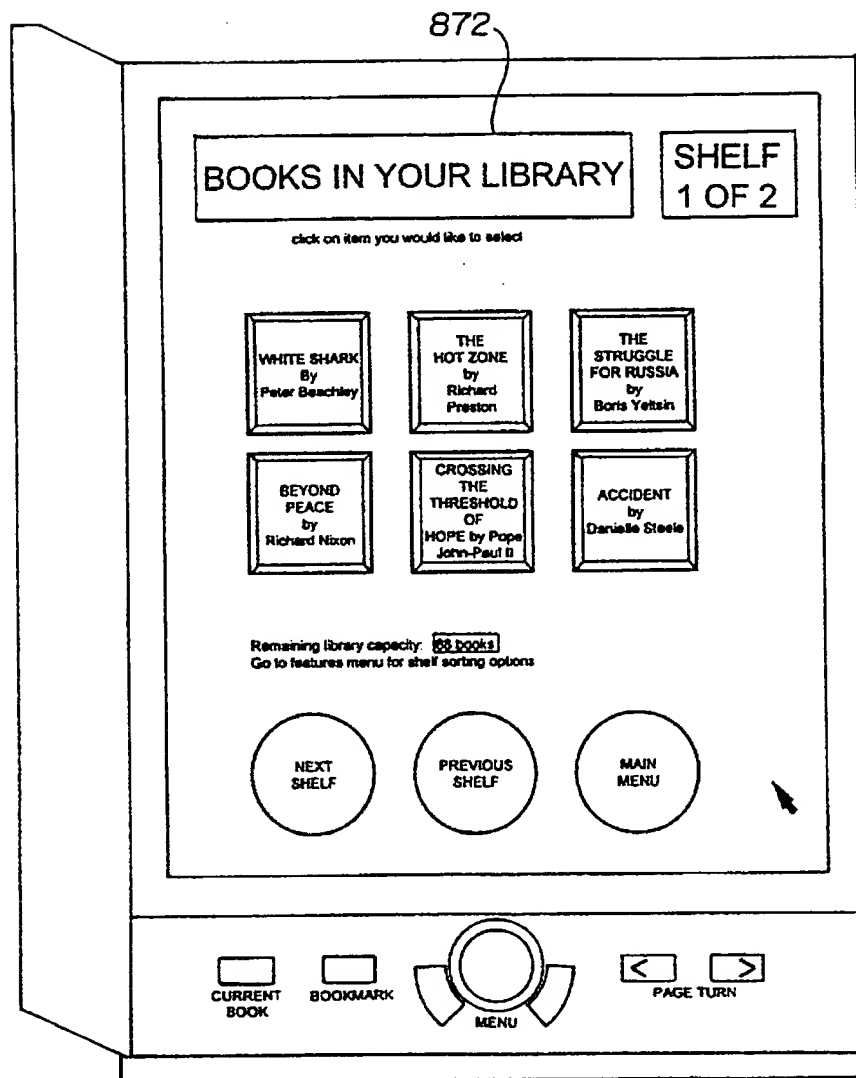 872
BOOKS IN YOUR LIBRARY
SHELF
1 OF 2
click on item you would like to select
WHITE SHARK
By
Peter Beachley
THE
HOT ZONE
by
Richard
Preston
THE
STRUGGLE
FOR RUSSIA
by
Boris Yeltsin
BEYOND
PEACE
by
Richard Nixon
CROSSING
THE
THRESHOLD
OF
HOPE by Pope
John-Paul II
ACCIDENT
by
Danielle Steele
Remaining library capacity: 88 books
Go to features menu for shelf sorting options
NEXT
SHELF
PREVIOUS
SHELF
MAIN
MENU
CURRENT
BOOK
BOOKMARK
MENU
< >
PAGE TURN